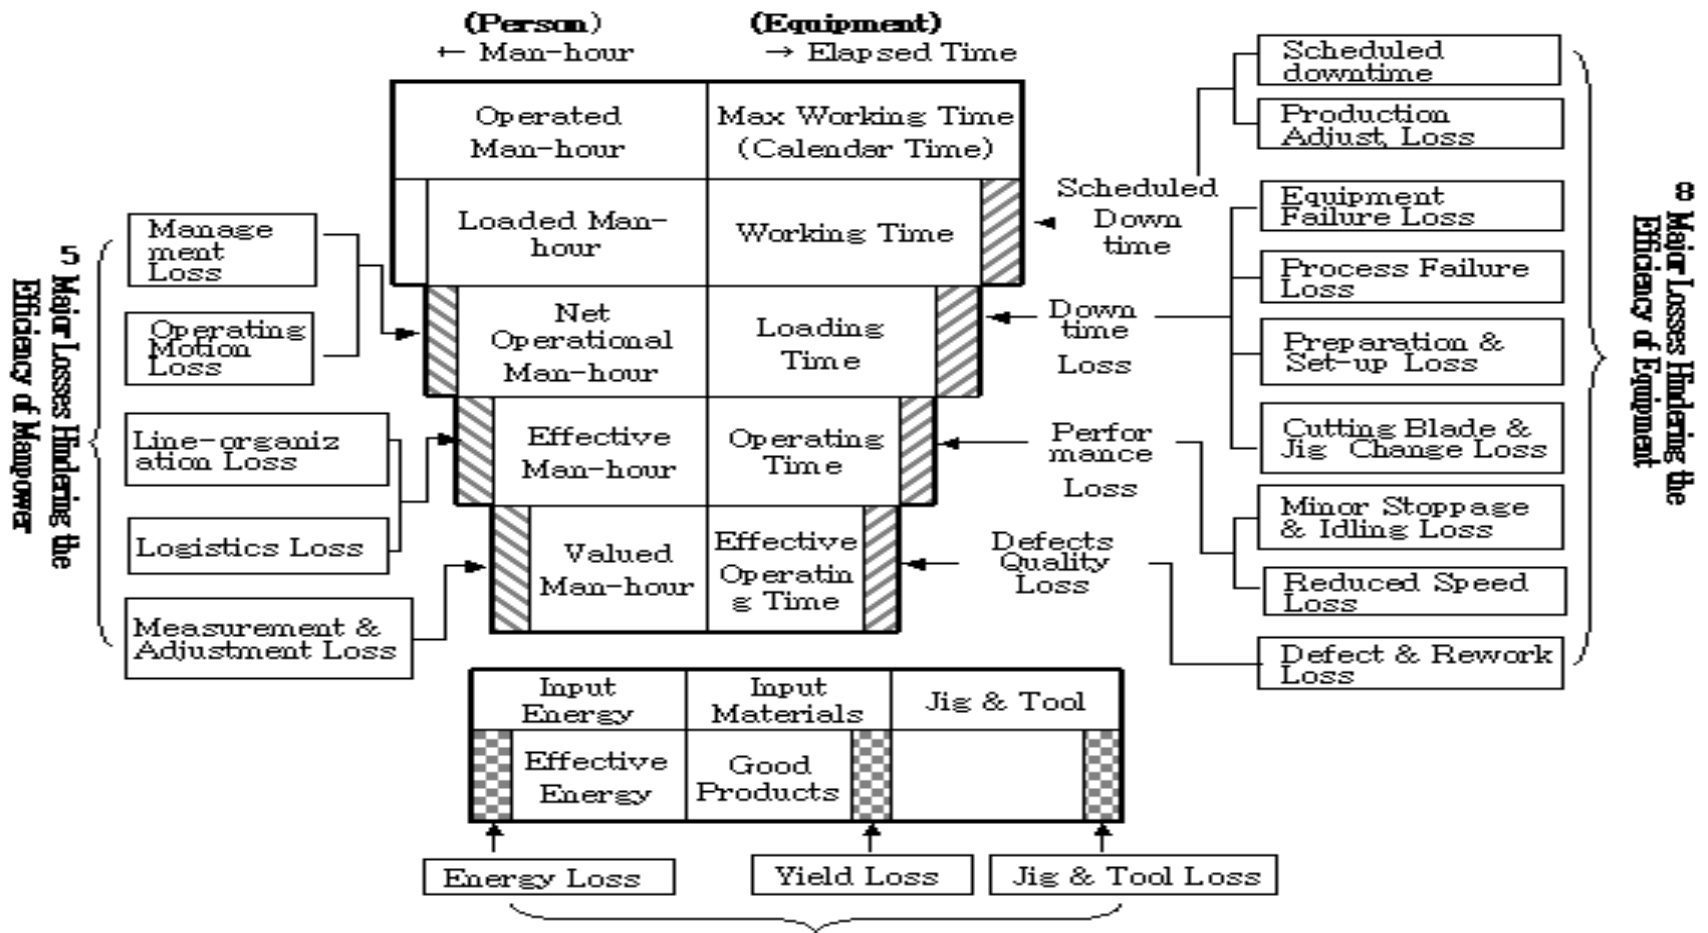 (Person)
(Equipment)
← Man-hour
→ Elapsed Time
Operated
Man-hour
Max Working Time
(Calendar Time)
Loaded Man-
hour
Working Time
Net
Operational
Man-hour
Loading
Time
Effective
Man-hour
Operating
Time
Valued
Man-hour
Effective
Operatin
g Time
5 Major Losses Hindering the
Efficiency of Manpower
Manage
ment
Loss
Operating
Motion
Loss
Line-organiz
ation Loss
Logistics Loss
Measurement &
Adjustment Loss
Scheduled
Down
time
Down
time
Loss
Perfor
mance
Loss
Defects
Quality
Loss
Scheduled
downtime
Production
Adjust, Loss
Equipment
Failure Loss
Process Failure
Loss
Preparation &
Set-up Loss
Cutting Blade &
Jig Change Loss
Minor Stoppage
& Idling Loss
Reduced Speed
Loss
Defect & Rework
Loss
8 Major Losses Hindering the
Efficiency of Equipment
Input
Energy
Input
Materials
Jig & Tool
Effective
Energy
Good
Products
Energy Loss
Yield Loss
Jig & Tool Loss